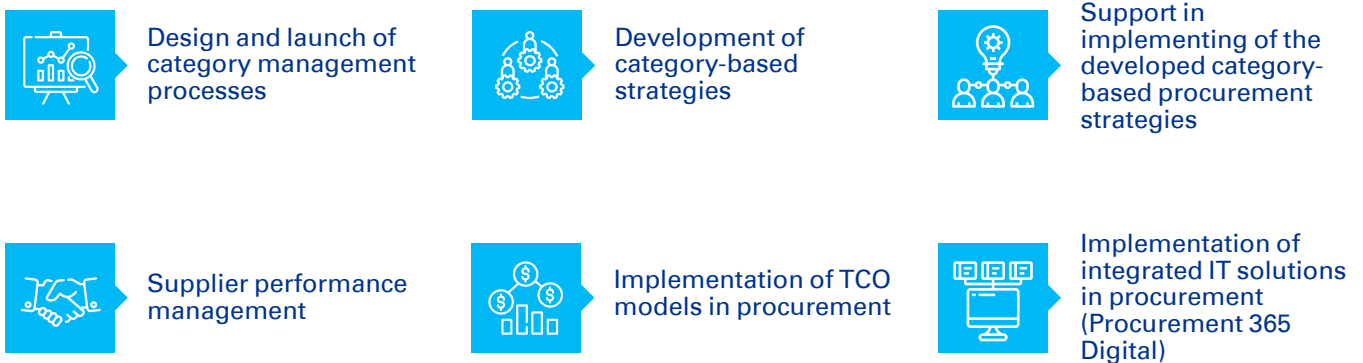 Design and launch of
category management
processes
Development of
category-based
strategies
Support in
implementing of the
developed category-
based procurement
strategies
Supplier performance
management
Implementation of TCO
models in procurement
Implementation of
integrated IT solutions
in procurement
(Procurement 365
Digital)